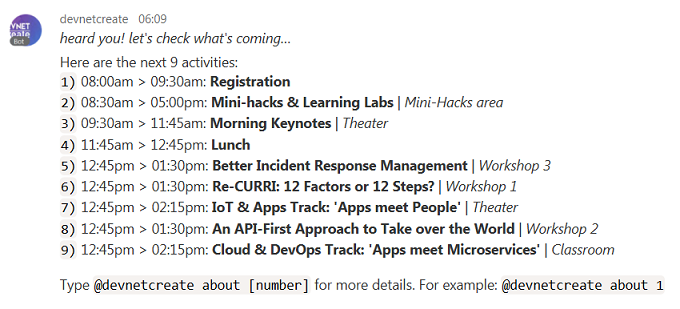 devnetcreate 06:09
heard you! let's check what's coming...
Here are the next 9 activities:
1) 08:00am > 09:30am: Registration
2) 08:30am > 05:00pm: Mini-hacks & Learning Labs | Mini-Hacks area
3) 09:30am > 11:45am: Morning Keynotes | Theater
4) 11:45am > 12:45pm: Lunch
5) 12:45pm > 01:30pm: Better Incident Response Management | Workshop 3
6) 12:45pm > 01:30pm: Re-CURRI: 12 Factors or 12 Steps? | Workshop 1
7) 12:45pm > 02:15pm: IoT & Apps Track: 'Apps meet People' | Theater
8) 12:45pm > 01:30pm: An API-First Approach to Take over the World | Workshop 2
9) 12:45pm > 02:15pm: Cloud & DevOps Track: 'Apps meet Microservices' | Classroom
Type @devnetcreate about [number] for more details. For example: @devnetcreate about 1
VNET
reate
Bot